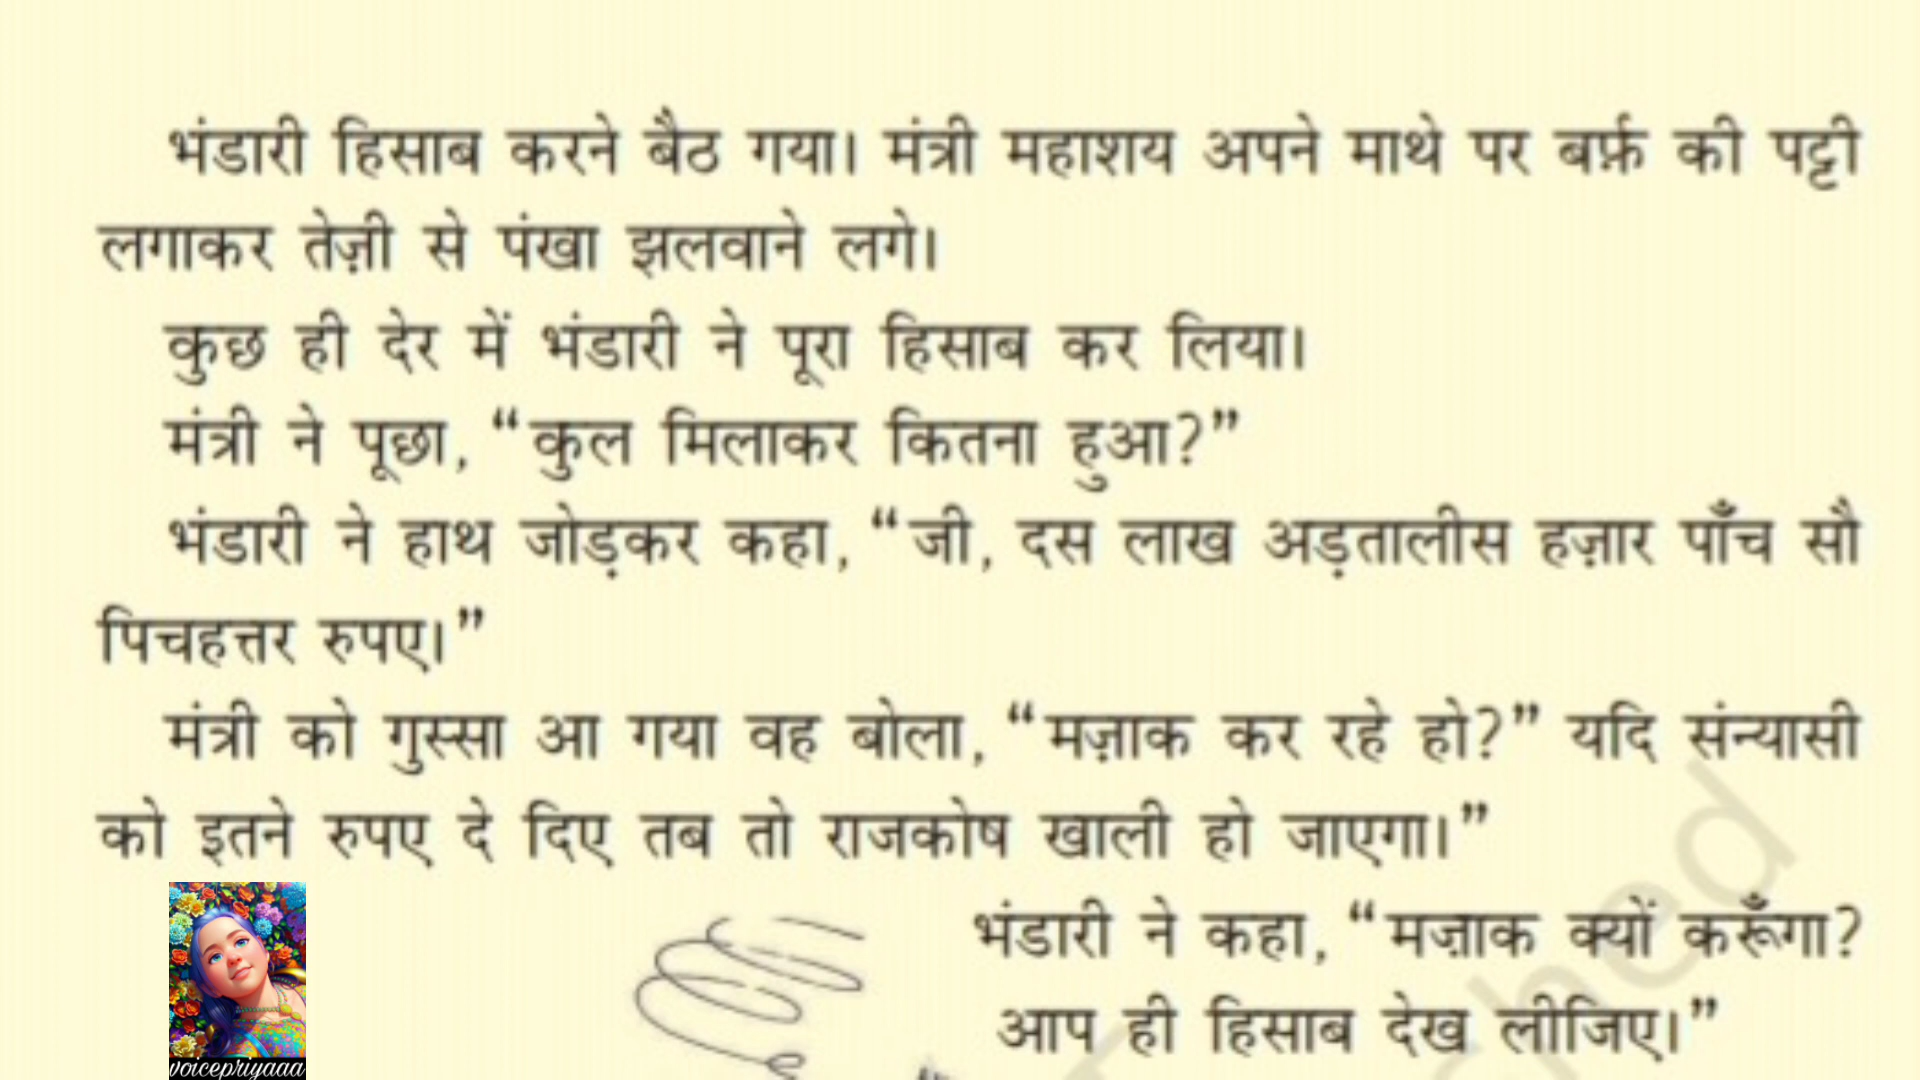 भंडारी हिसाब करने बैठ गया। मंत्री महाशय अपने माथे पर बर्फ़ की पट्टी
लगाकर तेज़ी से पंखा झलवाने लगे।
कुछ ही देर में भंडारी ने पूरा हिसाब कर लिया।
मंत्री ने पूछा, “कुल मिलाकर कितना हुआ?”
भंडारी ने हाथ जोड़कर कहा, “जी, दस लाख अड़तालीस हज़ार पाँच सौ
पिचहत्तर रुपए।”
मंत्री को गुस्सा आ गया वह बोला, “मज़ाक कर रहे हो?” यदि संन्यासी
को इतने रुपए दे दिए तब तो राजकोष खाली हो जाएगा।”
भंडारी ने कहा, “मज़ाक क्यों करूँगा?
आप ही हिसाब देख लीजिए।”
voicepriyaaa